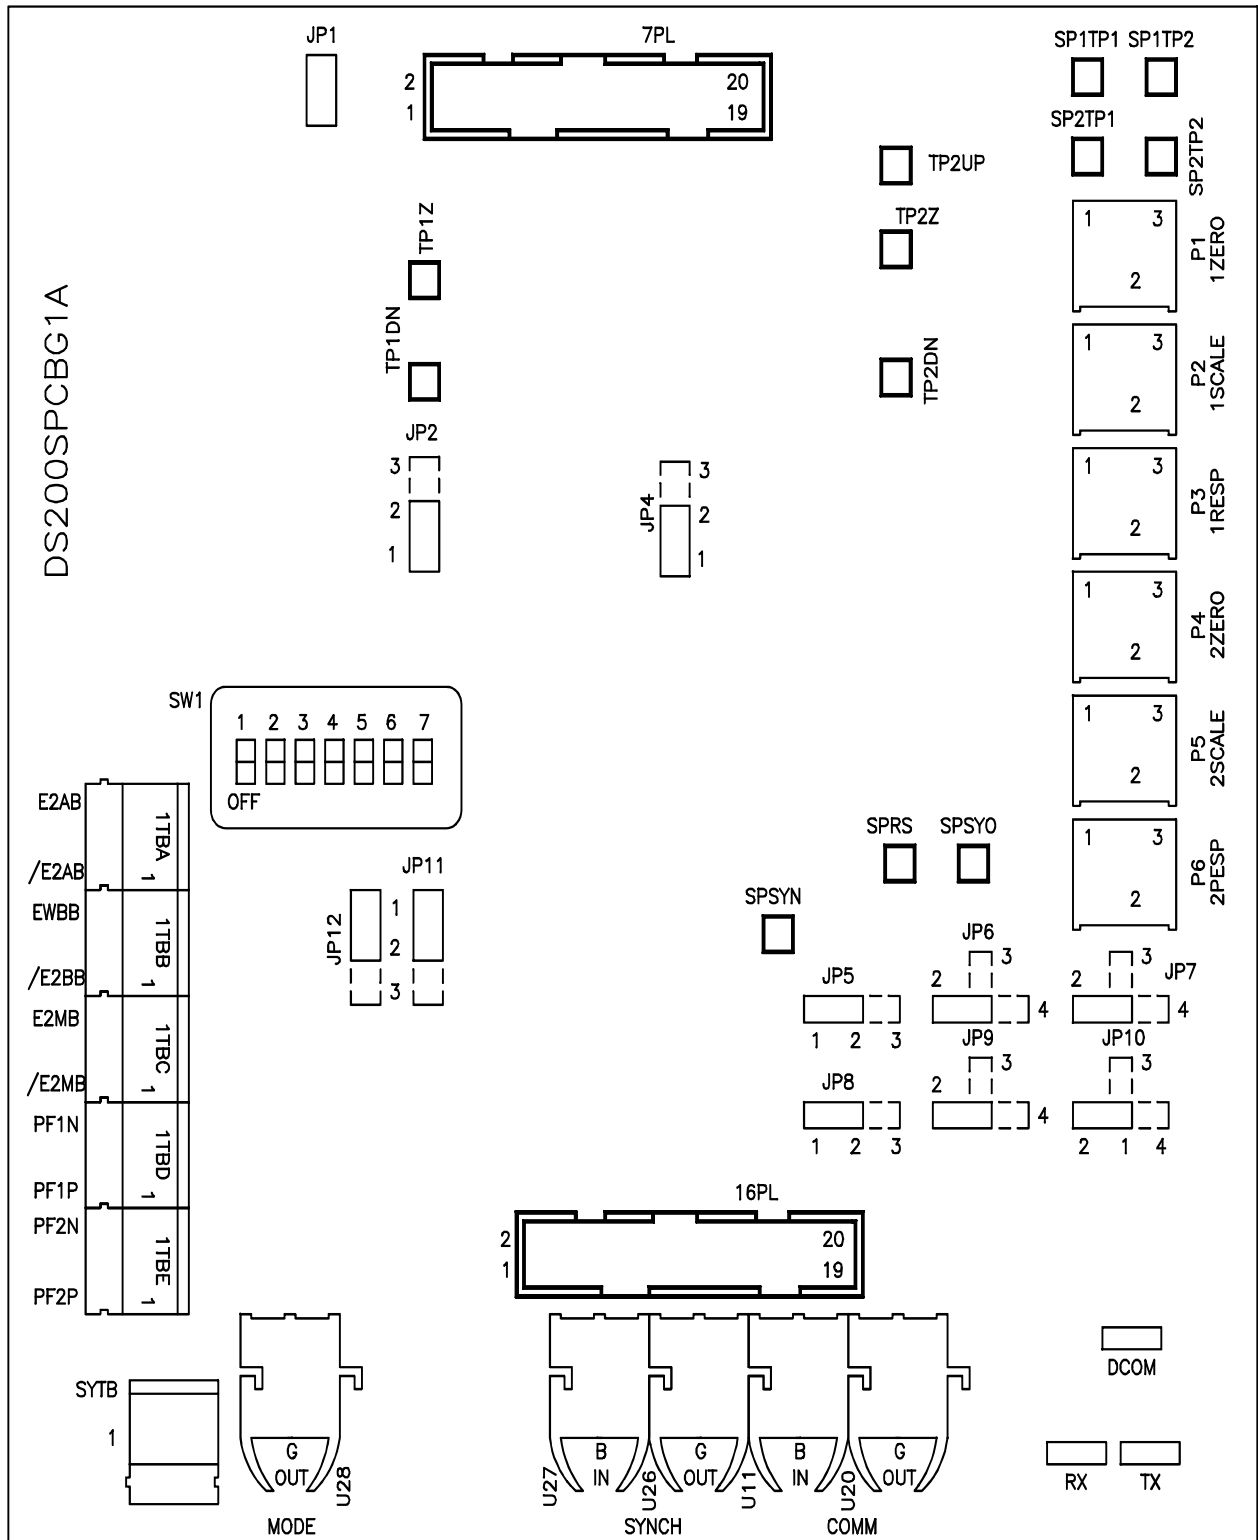 JP1
7PL
SP1TP1 SP1TP2
2 20
1 19
SP2TP1
SP2TP2
TP2UP
TP1Z
TP2Z
1 3
2
P1
1ZERO
DS200SPCBG1A
TP1DN
TP2DN
1 3
2
P2
1SCALE
JP2
3
2
1
JP4
3
2
1
1 3
2
P3
1RESP
1 3
2
P4
2ZERO
SW1
1 2 3 4 5 6 7
OFF
1 3
2
P5
2SCALE
E2AB
/E2AB
1TBA
1
EWBB
/E2BB
1TBB
1
E2MB
/E2MB
1TBC
1
PF1N
PF1P
1TBD
1
PF2N
PF2P
1TBE
1
JP12
JP11
1
2
3
SPRS SPSYO
SPSYN
1 3
2
P6
2PESP
JP5
1 2 3
JP6
2 3
4
JP7
2 3
4
JP8
1 2 3
JP9
2 3
4
JP10
3
2 1 4
16PL
2 20
1 19
SYTB
1
G
OUT
U28
MODE
U27
B
IN
U26
G
OUT
SYNCH
U11
B
IN
U20
G
OUT
COMM
DCOM
RX TX